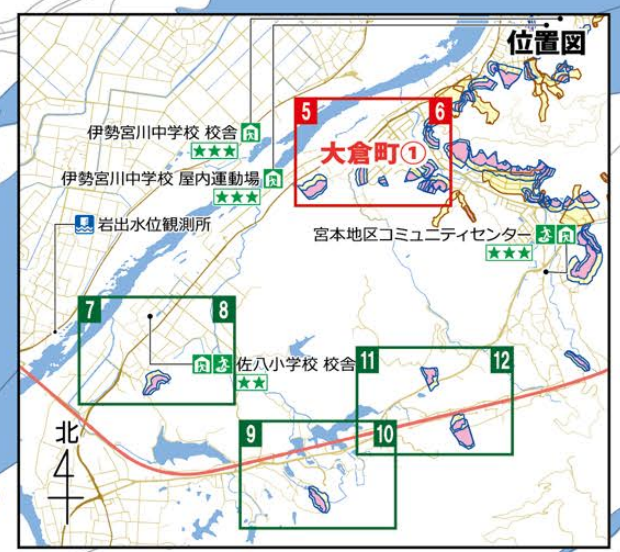 位置図
5
6
大倉町①
伊勢宮川中学校 校舎
★★★
伊勢宮川中学校 屋内運動場
★★★
岩出水位観測所
宮本地区コミュニティセンター
★★★
7
8
佐八小学校 校舎
★★
11
12
9
10
北